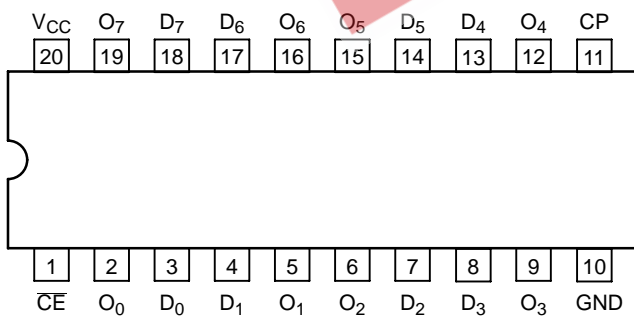 V_CC O₇ D₇ D₆ O₆ O₅ D₅ D₄ O₄ CP
20 19 18 17 16 15 14 13 12 11
1 2 3 4 5 6 7 8 9 10
C̅E̅ O₀ D₀ D₁ O₁ O₂ D₂ D₃ O₃ GND